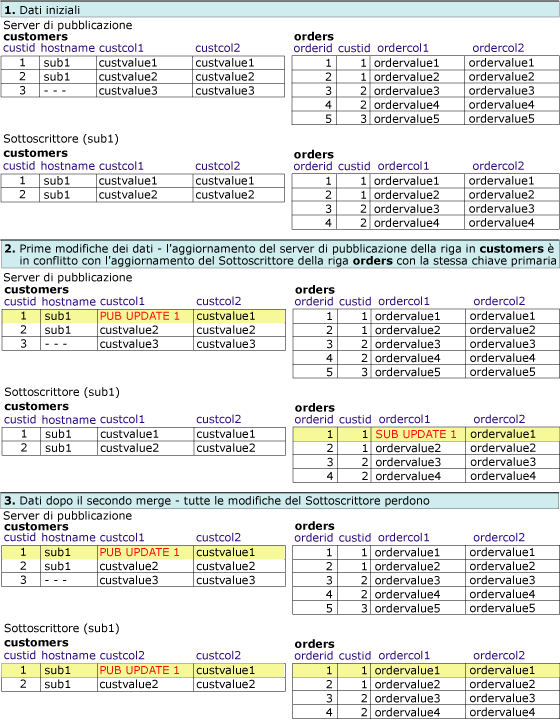 1. Dati iniziali
Server di pubblicazione
customers orders
custid hostname custcol1 custcol2 orderid custid ordercol1 ordercol2
1 sub1 custvalue1 custvalue1 1 1 ordervalue1 ordervalue1
2 sub1 custvalue2 custvalue2 2 1 ordervalue2 ordervalue2
3 - - - custvalue3 custvalue3 3 2 ordervalue3 ordervalue3
4 2 ordervalue4 ordervalue4
5 3 ordervalue5 ordervalue5
Sottoscrittore (sub1)
customers orders
custid hostname custcol1 custcol2 orderid custid ordercol1 ordercol2
1 sub1 custvalue1 custvalue1 1 1 ordervalue1 ordervalue1
2 sub1 custvalue2 custvalue2 2 1 ordervalue2 ordervalue2
3 2 ordervalue3 ordervalue3
4 2 ordervalue4 ordervalue4
2. Prime modifiche dei dati - l'aggiornamento del server di pubblicazione della riga in customers è
in conflitto con l'aggiornamento del Sottoscrittore della riga orders con la stessa chiave primaria
Server di pubblicazione
customers orders
custid hostname custcol1 custcol2 orderid custid ordercol1 ordercol2
1 sub1 PUB UPDATE 1 custvalue1 1 1 ordervalue1 ordervalue1
2 sub1 custvalue2 custvalue2 2 1 ordervalue2 ordervalue2
3 - - - custvalue3 custvalue3 3 2 ordervalue3 ordervalue3
4 2 ordervalue4 ordervalue4
5 3 ordervalue5 ordervalue5
Sottoscrittore (sub1)
customers orders
custid hostname custcol1 custcol2 orderid custid ordercol1 ordercol2
1 sub1 custvalue1 custvalue1 1 1 SUB UPDATE 1 ordervalue1
2 sub1 custvalue2 custvalue2 2 1 ordervalue2 ordervalue2
3 2 ordervalue3 ordervalue3
4 2 ordervalue4 ordervalue4
3. Dati dopo il secondo merge - tutte le modifiche del Sottoscrittore perdono
Server di pubblicazione
customers orders
custid hostname custcol1 custcol2 orderid custid ordercol1 ordercol2
1 sub1 PUB UPDATE 1 custvalue1 1 1 ordervalue1 ordervalue1
2 sub1 custvalue2 custvalue2 2 1 ordervalue2 ordervalue2
3 - - - custvalue3 custvalue3 3 2 ordervalue3 ordervalue3
4 2 ordervalue4 ordervalue4
5 3 ordervalue5 ordervalue5
Sottoscrittore (sub1)
customers orders
custid hostname custcol1 custcol2 orderid custid ordercol1 ordercol2
1 sub1 PUB UPDATE 1 custvalue1 1 1 ordervalue1 ordervalue1
2 sub1 custvalue2 custvalue2 2 1 ordervalue2 ordervalue2
3 2 ordervalue3 ordervalue3
4 2 ordervalue4 ordervalue4